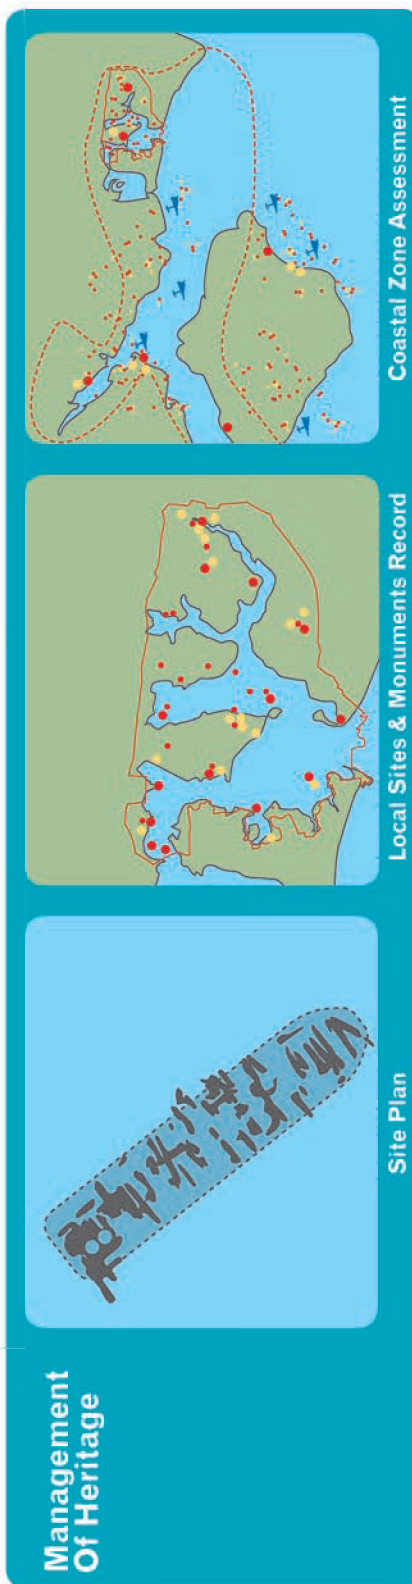 Management
Of Heritage
Site Plan
Local Sites & Monuments Record
Coastal Zone Assessment